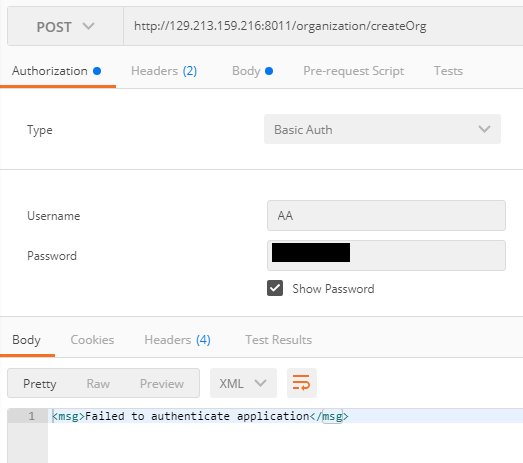 POST http://129.213.159.216:8011/organization/createOrg
Authorization Headers (2) Body Pre-request Script Tests
Type Basic Auth
Username AA
Password
Show Password
Body Cookies Headers (4) Test Results
Pretty Raw Preview XML
1 <msg>Failed to authenticate application</msg>